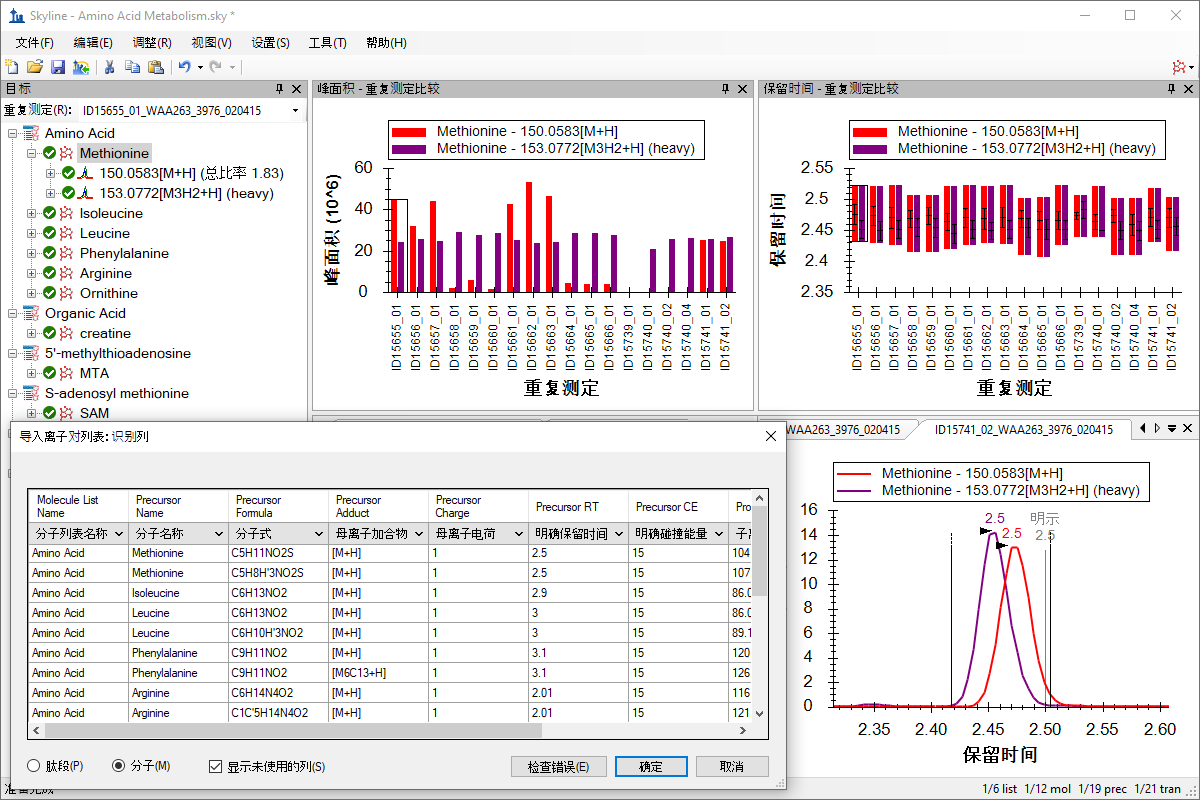 Skyline - Amino Acid Metabolism.sky *
文件(F) 编辑(E) 调整(R) 视图(V) 设置(S) 工具(T) 帮助(H)
目标
重复测定(R): ID15655_01_WAA263_3976_020415
Amino Acid
Methionine
150.0583[M+H] (总比率 1.83)
153.0772[M3H2+H] (heavy)
Isoleucine
Leucine
Phenylalanine
Arginine
Ornithine
Organic Acid
creatine
5'-methylthioadenosine
MTA
S-adenosyl methionine
SAM
峰面积 - 重复测定比较
Methionine - 150.0583[M+H]
Methionine - 153.0772[M3H2+H] (heavy)
60
40
20
0
峰面积 (10^6)
ID15655_01
ID15656_01
ID15657_01
ID15658_01
ID15659_01
ID15660_01
ID15661_01
ID15662_01
ID15663_01
ID15664_01
ID15665_01
ID15666_01
ID15739_01
ID15740_01
ID15740_02
ID15740_04
ID15741_01
ID15741_02
重复测定
保留时间 - 重复测定比较
Methionine - 150.0583[M+H]
Methionine - 153.0772[M3H2+H] (heavy)
2.55
2.5
2.45
2.4
2.35
保留时间
ID15655_01
ID15656_01
ID15657_01
ID15658_01
ID15659_01
ID15660_01
ID15661_01
ID15662_01
ID15663_01
ID15664_01
ID15665_01
ID15666_01
ID15739_01
ID15740_01
ID15740_02
ID15740_04
ID15741_01
ID15741_02
重复测定
WAA263_3976_020415 ID15741_02_WAA263_3976_020415
Methionine - 150.0583[M+H]
Methionine - 153.0772[M3H2+H] (heavy)
16
14
12
10
8
6
4
2
0
2.5
2.5
明示
2.5
2.35 2.40 2.45 2.50 2.55 2.60
保留时间
导入离子对列表: 识别列
Molecule List Name Precursor Name Precursor Formula Precursor Adduct Precursor Charge Precursor RT Precursor CE Pro
分子列表名称 分子名称 分子式 母离子加合物 母离子电荷 明确保留时间 明确碰撞能量 子离
Amino Acid Methionine C5H11NO2S [M+H] 1 2.5 15 104
Amino Acid Methionine C5H8H'3NO2S [M+H] 1 2.5 15 107
Amino Acid Isoleucine C6H13NO2 [M+H] 1 2.9 15 86.0
Amino Acid Leucine C6H13NO2 [M+H] 1 3 15 86.0
Amino Acid Leucine C6H10H'3NO2 [M+H] 1 3 15 89.1
Amino Acid Phenylalanine C9H11NO2 [M+H] 1 3.1 15 120
Amino Acid Phenylalanine C9H11NO2 [M6C13+H] 1 3.1 15 126
Amino Acid Arginine C6H14N4O2 [M+H] 1 2.01 15 116
Amino Acid Arginine C1C'5H14N4O2 [M+H] 1 2.01 15 121
肽段(P) 分子(M) 显示未使用的列(S) 检查错误(E) 确定 取消
1/6 list 1/12 mol 1/19 prec 1/21 tran